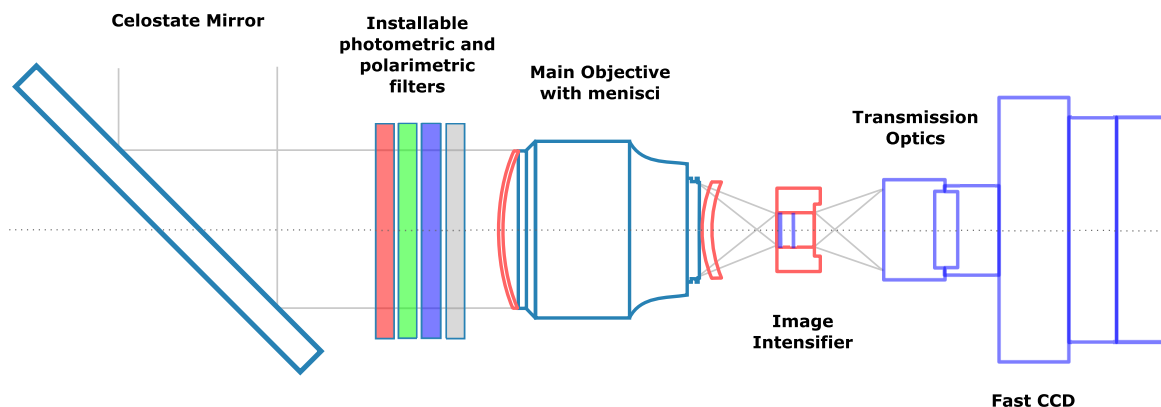 Celostate Mirror
Installable
photometric and
polarimetric
filters
Main Objective
with menisci
Transmission
Optics
Image
Intensifier
Fast CCD